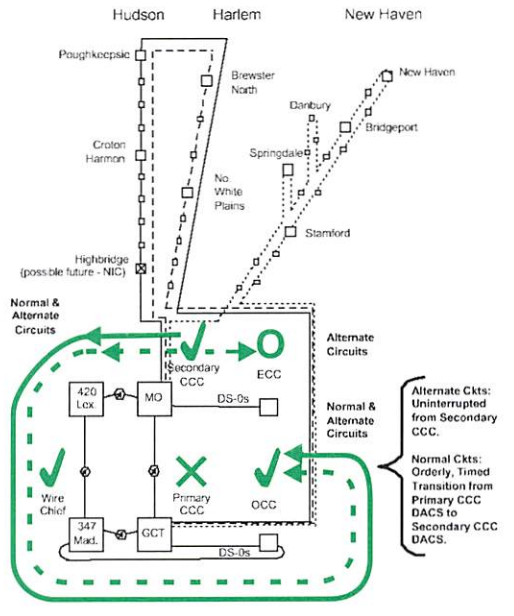 Hudson Harlem New Haven
Poughkeepsie
Brewster
North
New Haven
Danbury
Bridgeport
Croton
Harmon
Springdale
No.
White
Plains
Stamford
Highbridge
(possible future - NIC)
Normal &
Alternate
Circuits
Alternate
Circuits
Secondary
CCC
ECC
420
Lex.
MO
DS-0s
Normal &
Alternate
Circuits
Alternate Ckts:
Uninterrupted
from Secondary
CCC.
Normal Ckts:
Orderly, Timed
Transition from
Primary CCC
DACS to
Secondary CCC
DACS.
Wire
Chief
Primary
CCC
OCC
347
Mad.
GCT
DS-0s